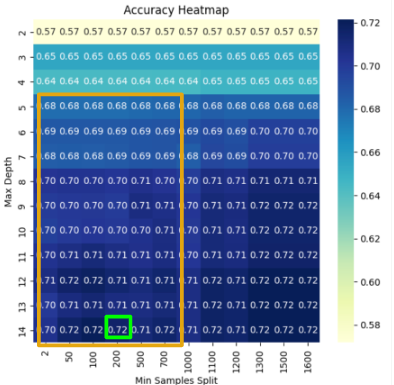 Accuracy Heatmap
2 0.57 0.57 0.57 0.57 0.57 0.57 0.57 0.57 0.57 0.57 0.57 0.57
3 0.65 0.65 0.65 0.65 0.65 0.65 0.65 0.65 0.65 0.65 0.65 0.65
4 0.64 0.64 0.64 0.64 0.64 0.64 0.64 0.64 0.64 0.64 0.64 0.64
5 0.68 0.68 0.68 0.68 0.68 0.68 0.68 0.68 0.68 0.68 0.68 0.68
6 0.69 0.69 0.69 0.69 0.69 0.69 0.69 0.69 0.69 0.70 0.70 0.70
7 0.68 0.68 0.68 0.68 0.69 0.69 0.68 0.69 0.69 0.70 0.70 0.70
8 0.70 0.70 0.70 0.70 0.71 0.70 0.70 0.71 0.71 0.71 0.71 0.71
9 0.70 0.70 0.70 0.70 0.71 0.71 0.70 0.71 0.71 0.72 0.72 0.72
10 0.70 0.70 0.70 0.70 0.70 0.71 0.70 0.71 0.71 0.72 0.72 0.72
11 0.70 0.71 0.71 0.71 0.70 0.71 0.71 0.71 0.71 0.72 0.72 0.72
12 0.71 0.72 0.72 0.71 0.71 0.71 0.71 0.71 0.71 0.72 0.72 0.72
13 0.70 0.71 0.71 0.71 0.71 0.71 0.71 0.71 0.71 0.72 0.72 0.72
14 0.70 0.72 0.72 0.72 0.71 0.72 0.71 0.72 0.72 0.72 0.72 0.72
Max Depth
2 50 100 200 500 700 1000 1100 1200 1300 1500 1600
Min Samples Split
0.72
0.70
0.68
0.66
0.64
0.62
0.60
0.58